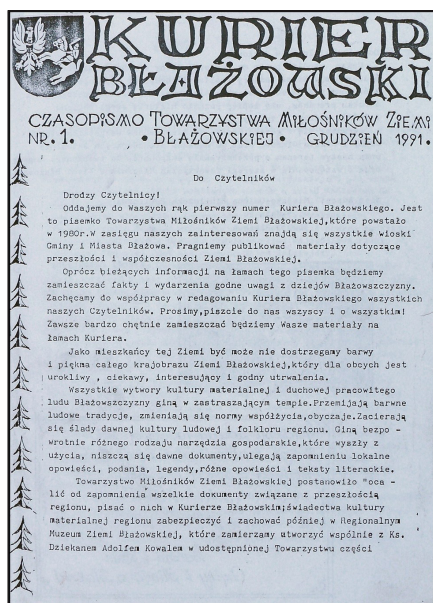 KURIER
BŁAŻOWSKI
CZASOPISMO TOWARZYSTWA MIŁOŚNIKÓW ZIEMI
NR. 1. • BŁAŻOWSKIEJ • GRUDZIEŃ 1991.
Do Czytelników
Drodzy Czytelnicy!
Oddajemy do Waszych rąk pierwszy numer Kuriera Błażowskiego. Jest
to pisemko Towarzystwa Miłośników Ziemi Błażowskiej,które powstało
w 1980r.W zasięgu naszych zainteresowań znajdą się wszystkie Wioski
Gminy i Miasta Błażowa. Pragniemy publikować materiały dotyczące
przeszłości i współczesności Ziemi Błażowskiej.
Oprócz bieżących informacji na łamach tego pisemka będziemy
zamieszczać fakty i wydarzenia godne uwagi z dziejów Błażowszczyzny.
Zachęcamy do współpracy w redagowaniu Kuriera Błażowskiego wszystkich
naszych Czytelników. Prosimy,piszcie do nas wszyscy i o wszystkim!
Zawsze bardzo chętnie zamieszczać będziemy Wasze materiały na
łamach Kuriera.
Jako mieszkańcy tej Ziemi być może nie dostrzegamy barwy
i piękna całego krajobrazu Ziemi Błażowskiej,który dla obcych jest
urokliwy , ciekawy, interesujący i godny utrwalenia.
Wszystkie wytwory kultury materialnej i duchowej pracowitego
ludu Błażowszczyzny giną w zastraszającym tempie.Przemijają barwne
ludowe tradycje, zmieniają się normy współżycia,obyczaje.Zacierają
się ślady dawnej kultury ludowej i folkloru regionu. Giną bezpo -
wrotnie różnego rodzaju narzędzia gospodarskie,które wyszły z
użycia, niszczą się dawne dokumenty,ulegają zapomnieniu lokalne
opowieści, podania, legendy,różne opowieści i teksty literackie.
Towarzystwo Miłośników Ziemi Błażowskiej postanowiło "oca -
lić od zapomnienia wszelkie dokumenty związane z przeszłością
regionu, pisać o nich w Kurierze Błażowskim;świadectwa kultury
materialnej regionu zabezpieczyć i zachować później w Regionalnym
Muzeum Ziemi Błażowskiej, które zamierzamy utworzyć wspólnie z Ks.
Dziekanem Adolfem Kowalem w udostępnionej Towarzystwu części